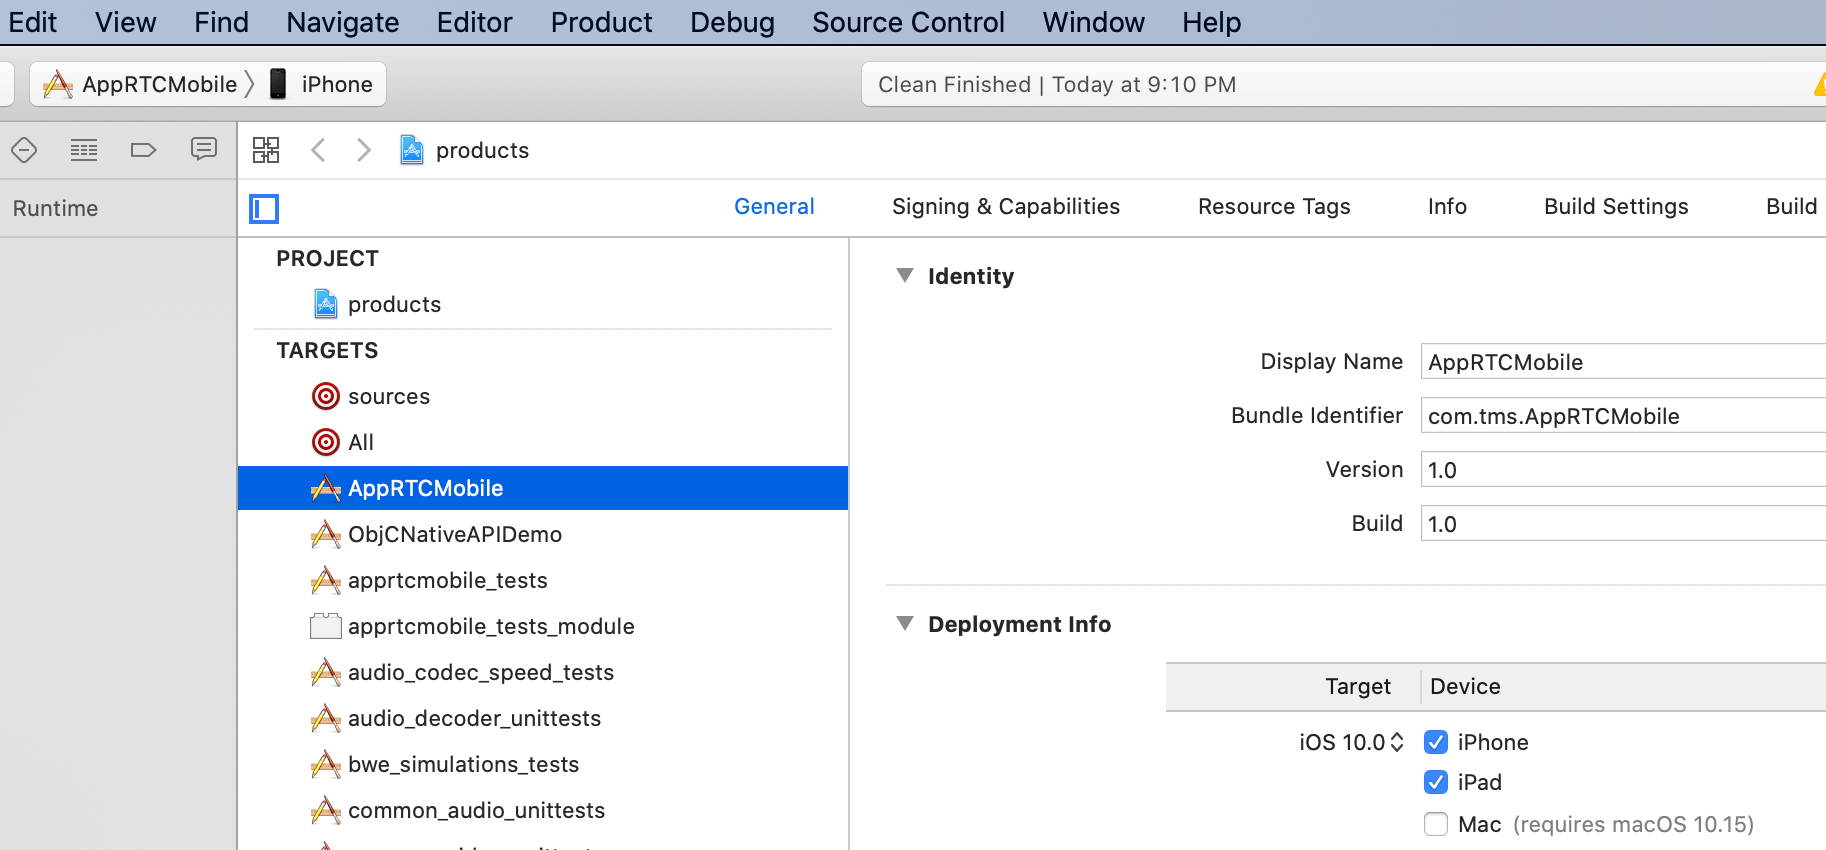 Edit View Find Navigate Editor Product Debug Source Control Window Help
AppRTCMobile iPhone
Clean Finished | Today at 9:10 PM
products
Runtime
General Signing & Capabilities Resource Tags Info Build Settings Build
PROJECT
products
TARGETS
sources
All
AppRTCMobile
ObjCNativeAPIDemo
apprtcmobile_tests
apprtcmobile_tests_module
audio_codec_speed_tests
audio_decoder_unittests
bwe_simulations_tests
common_audio_unittests
Identity
Display Name AppRTCMobile
Bundle Identifier com.tms.AppRTCMobile
Version 1.0
Build 1.0
Deployment Info
Target Device
iOS 10.0 iPhone
iPad
Mac (requires macOS 10.15)